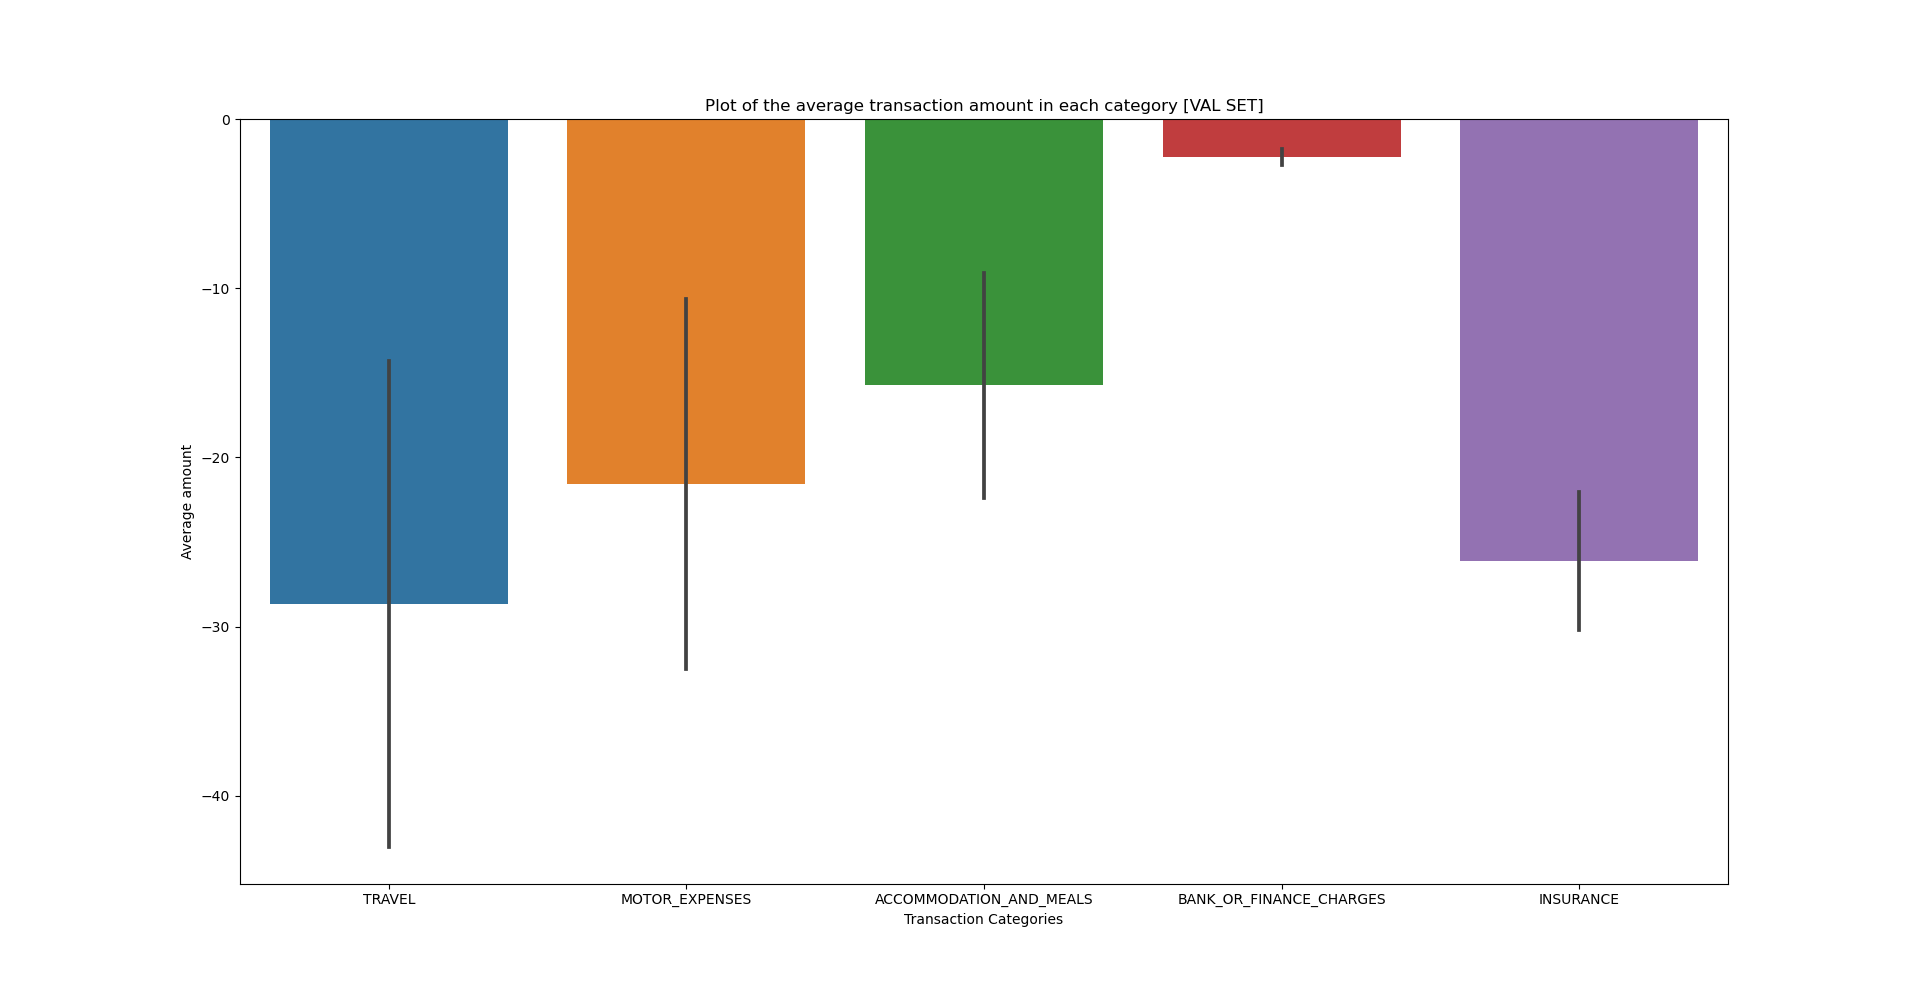 Plot of the average transaction amount in each category [VAL SET]
0
−10
−20
−30
−40
Average amount
TRAVEL
MOTOR_EXPENSES
ACCOMMODATION_AND_MEALS
BANK_OR_FINANCE_CHARGES
INSURANCE
Transaction Categories